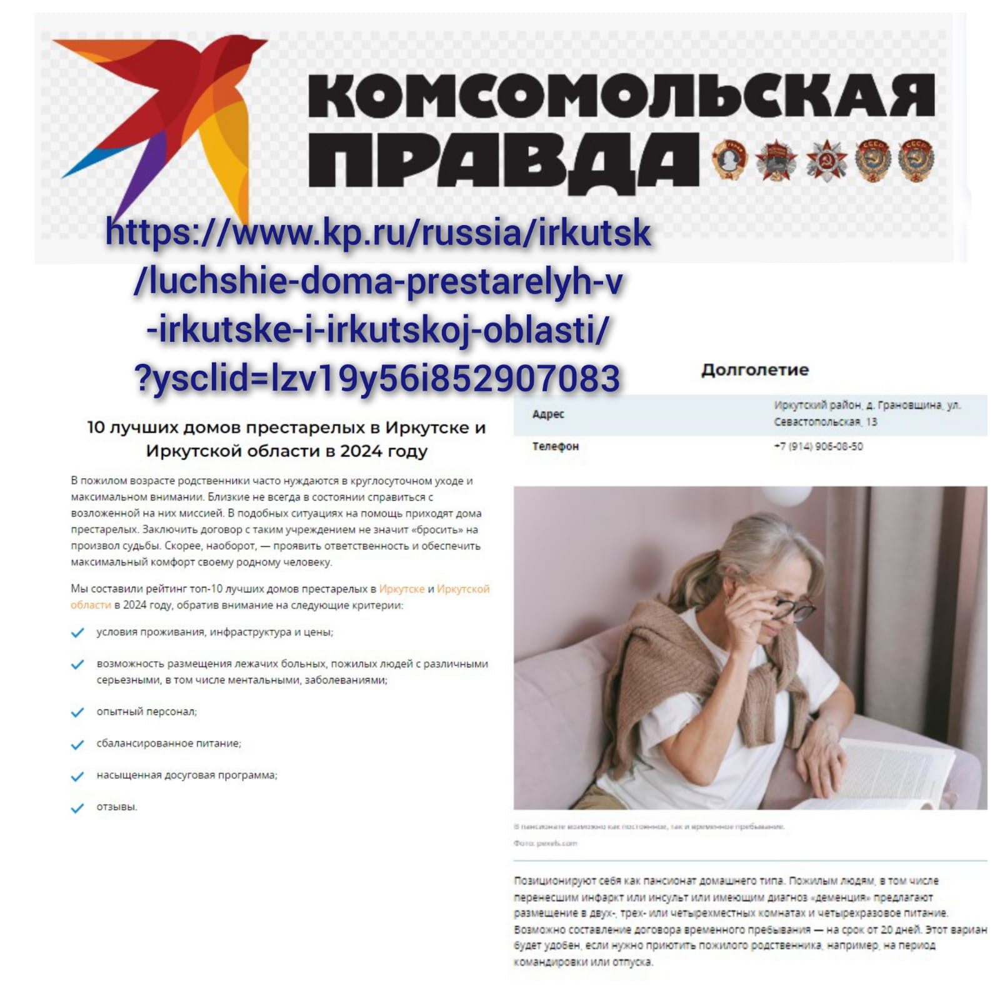 КОМСОМОЛЬСКАЯ
ПРАВДА
https://www.kp.ru/russia/irkutsk
/luchshie-doma-prestarelyh-v
-irkutske-i-irkutskoj-oblasti/
?ysclid=lzv19y56i852907083
10 лучших домов престарелых в Иркутске и
Иркутской области в 2024 году
В пожилом возрасте родственники часто нуждаются в круглосуточном уходе и
максимальном внимании. Близкие не всегда в состоянии справиться с
возложенной на них миссией. В подобных ситуациях на помощь приходят дома
престарелых. Заключить договор с таким учреждением не значит «бросить» на
произвол судьбы. Скорее, наоборот, — проявить ответственность и обеспечить
максимальный комфорт своему родному человеку.
Мы составили рейтинг топ-10 лучших домов престарелых в Иркутске и Иркутской
области в 2024 году, обратив внимание на следующие критерии:
условия проживания, инфраструктура и цены;
возможность размещения лежачих больных, пожилых людей с различными
серьезными, в том числе ментальными, заболеваниями;
опытный персонал;
сбалансированное питание;
насыщенная досуговая программа;
отзывы.
Долголетие
Адрес
Иркутский район, д. Грановщина, ул.
Севастопольская, 13
Телефон
+7 (914) 906-08-50
В пансионате возможно как постоянное, так и временное пребывание.
Фото: pexels.com
Позиционируют себя как пансионат домашнего типа. Пожилым людям, в том числе
перенесшим инфаркт или инсульт или имеющим диагноз «деменция» предлагают
размещение в двух-, трех- или четырехместных комнатах и четырехразовое питание.
Возможно составление договора временного пребывания — на срок от 20 дней. Этот вариан
будет удобен, если нужно приютить пожилого родственника, например, на период
командировки или отпуска.